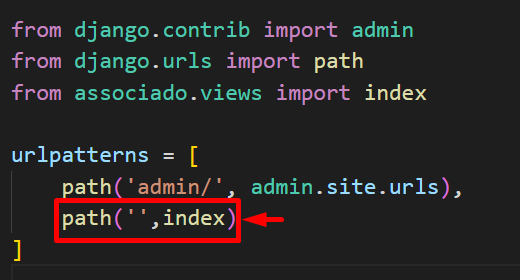 from django.contrib import admin
from django.urls import path
from associado.views import index
urlpatterns = [
    path('admin/', admin.site.urls),
    path('',index)
]